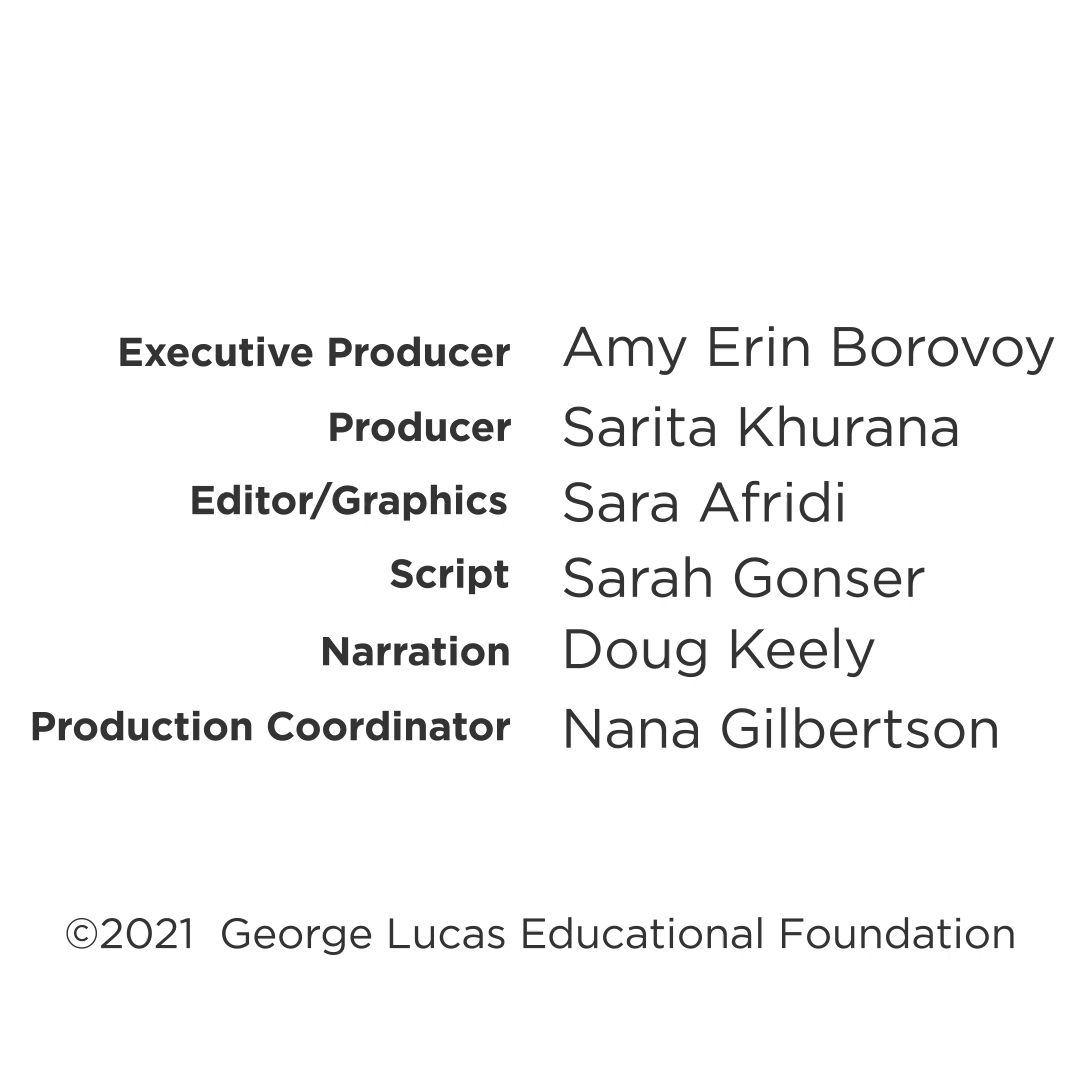 Executive Producer Amy Erin Borovoy
Producer Sarita Khurana
Editor/Graphics Sara Afridi
Script Sarah Gonser
Narration Doug Keely
Production Coordinator Nana Gilbertson
©2021 George Lucas Educational Foundation